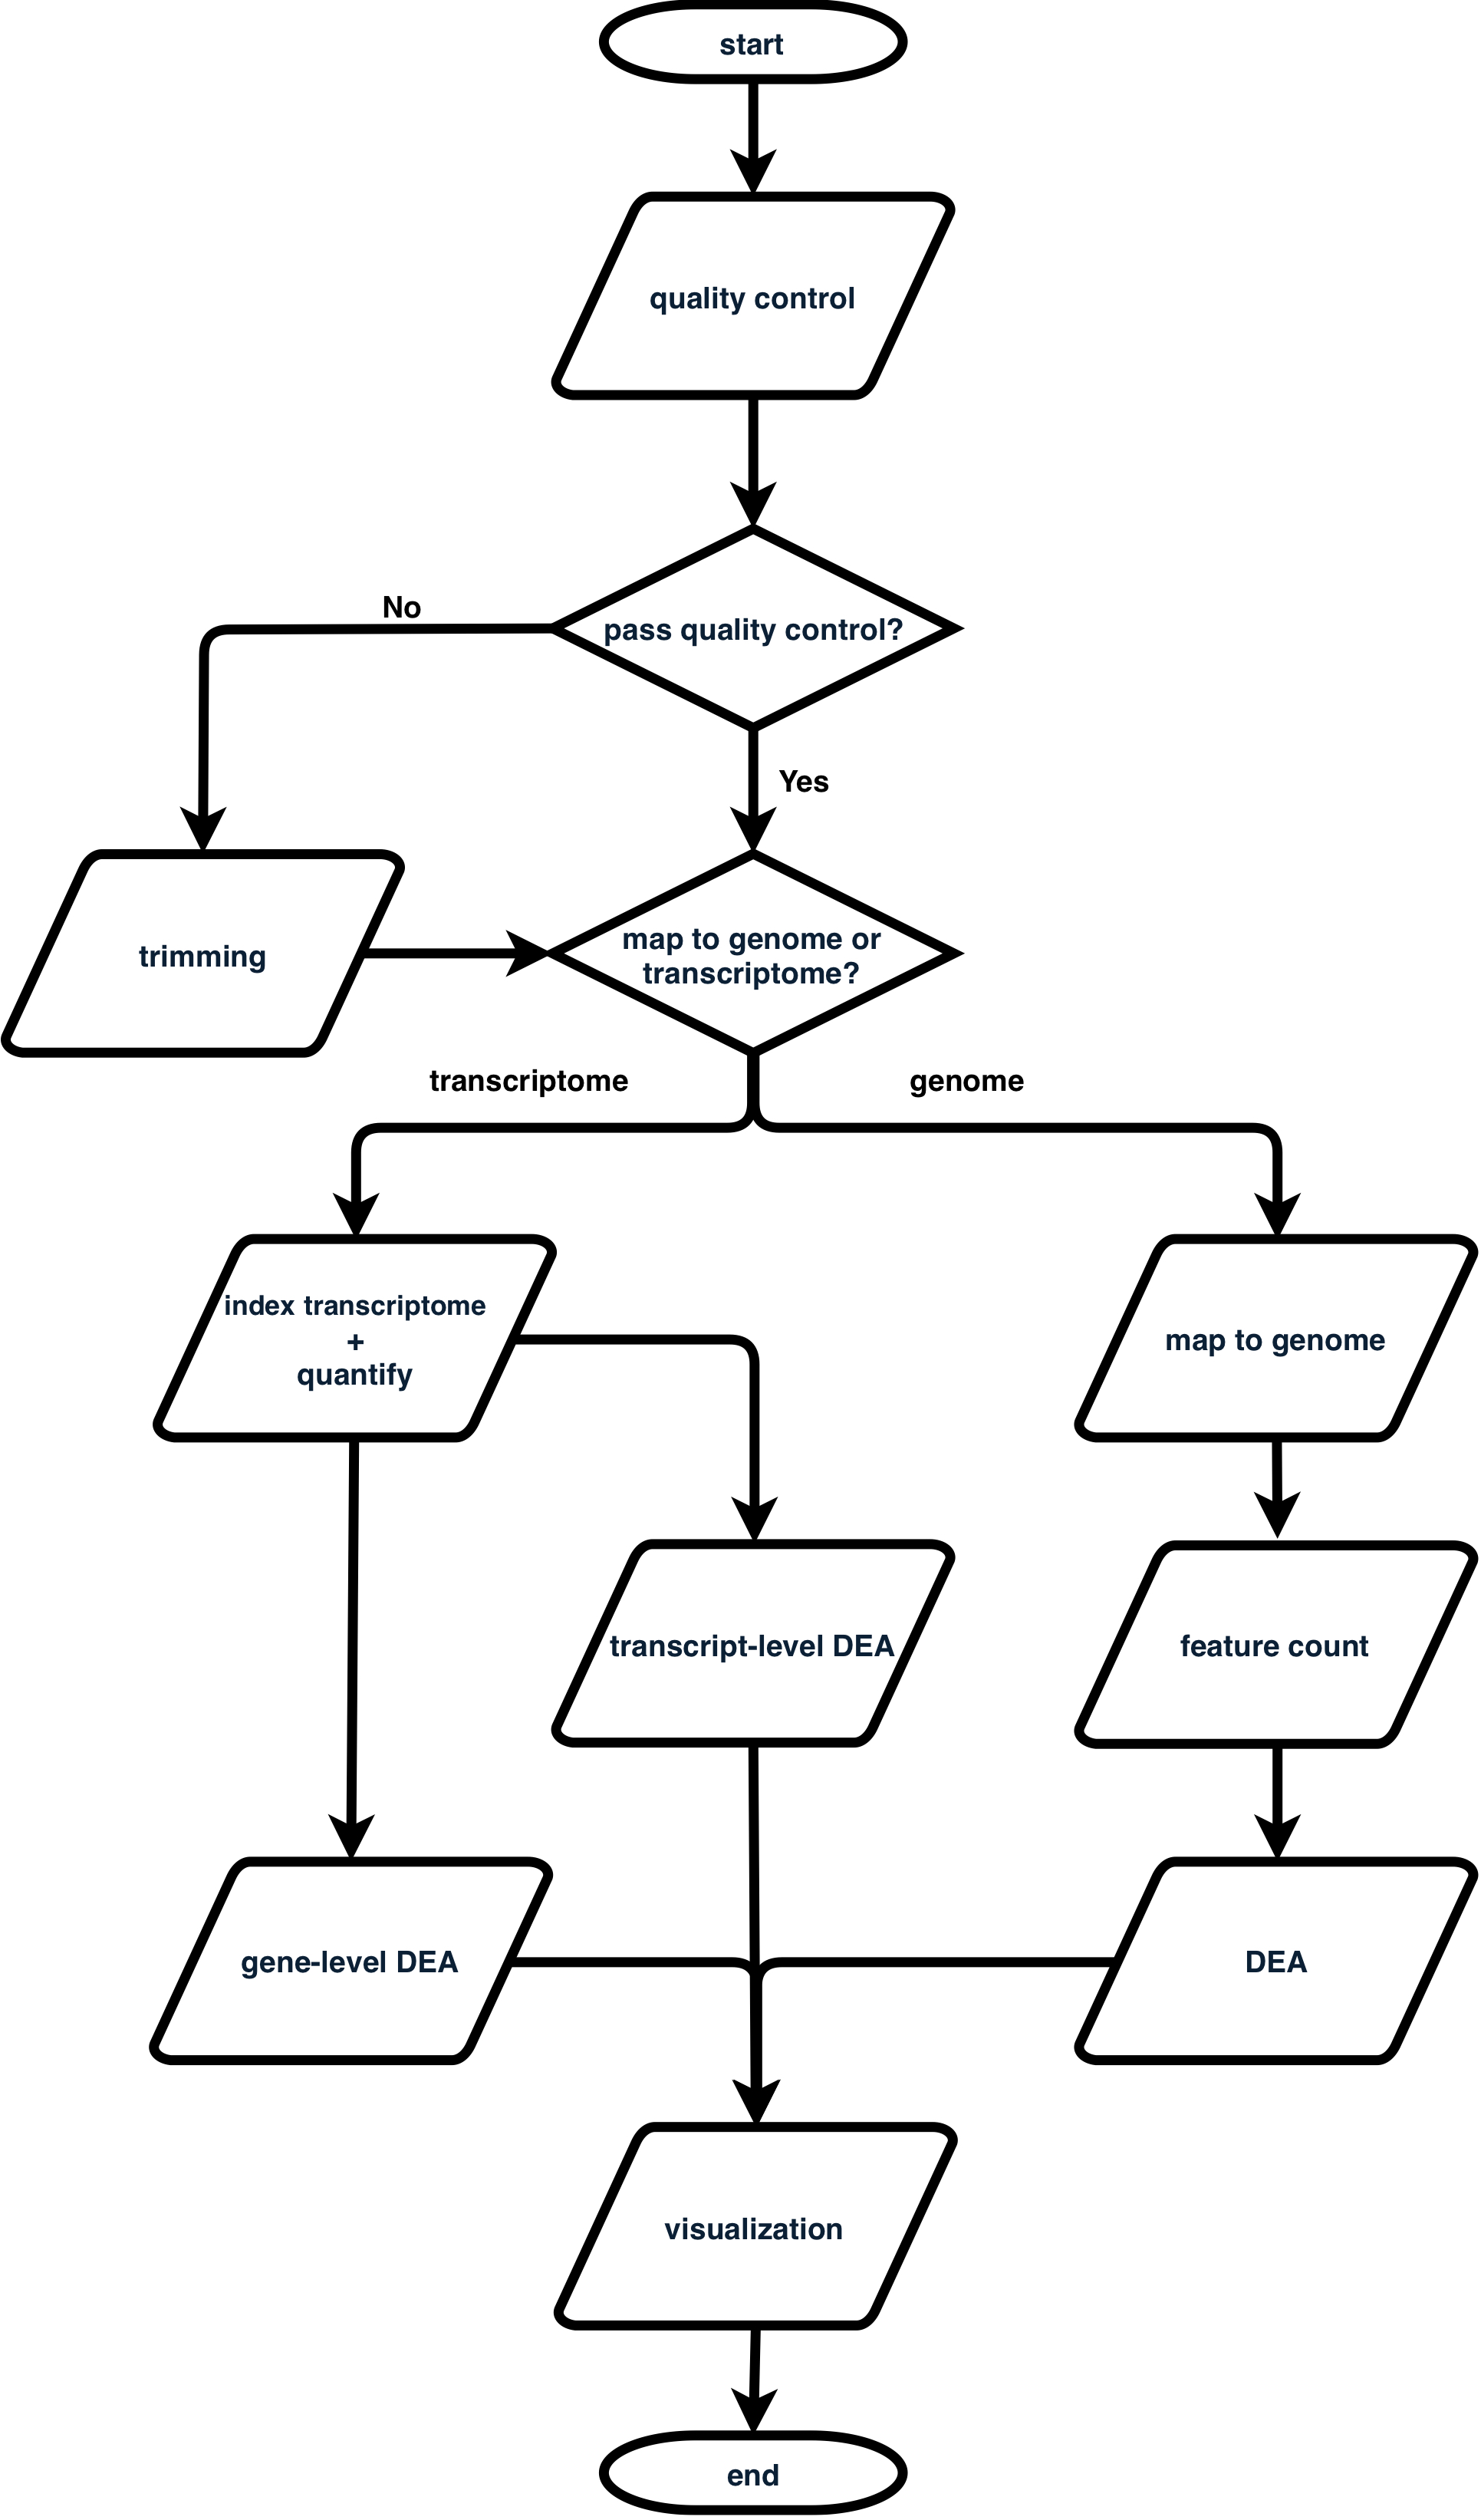 start
quality control
pass quality control?
No
Yes
trimming
map to genome or
transcriptome?
transcriptome
genome
index transcriptome
+
quantify
map to genome
transcript-level DEA
feature count
gene-level DEA
DEA
visualization
end